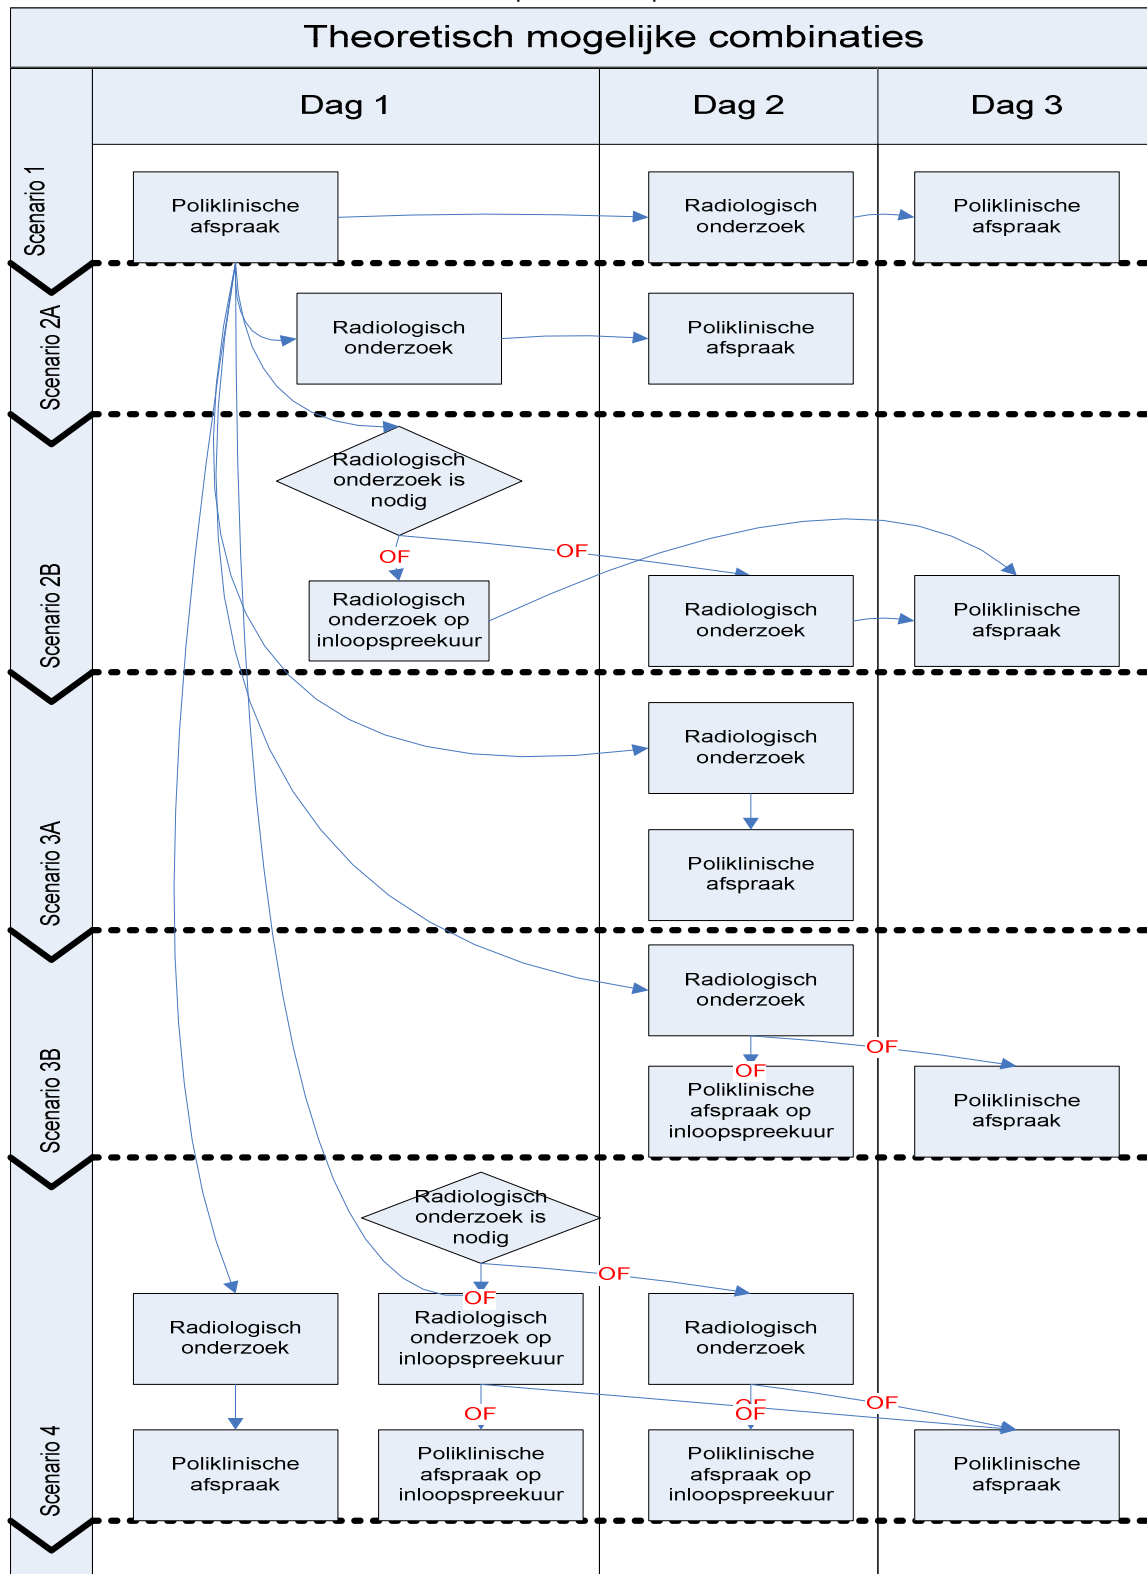 Theoretisch mogelijke combinaties
Dag 1
Dag 2
Dag 3
Scenario 1
Poliklinische
afspraak
Radiologisch
onderzoek
Poliklinische
afspraak
Scenario 2A
Radiologisch
onderzoek
Poliklinische
afspraak
Scenario 2B
Radiologisch
onderzoek is
nodig
OF
OF
Radiologisch
onderzoek op
inloopspreekuur
Radiologisch
onderzoek
Poliklinische
afspraak
Scenario 3A
Radiologisch
onderzoek
Poliklinische
afspraak
Scenario 3B
Radiologisch
onderzoek
OF
OF
Poliklinische
afspraak op
inloopspreekuur
Poliklinische
afspraak
Scenario 4
Radiologisch
onderzoek is
nodig
OF
OF
Radiologisch
onderzoek
Radiologisch
onderzoek op
inloopspreekuur
Radiologisch
onderzoek
OF
OF
OF
OF
Poliklinische
afspraak
Poliklinische
afspraak op
inloopspreekuur
Poliklinische
afspraak op
inloopspreekuur
Poliklinische
afspraak